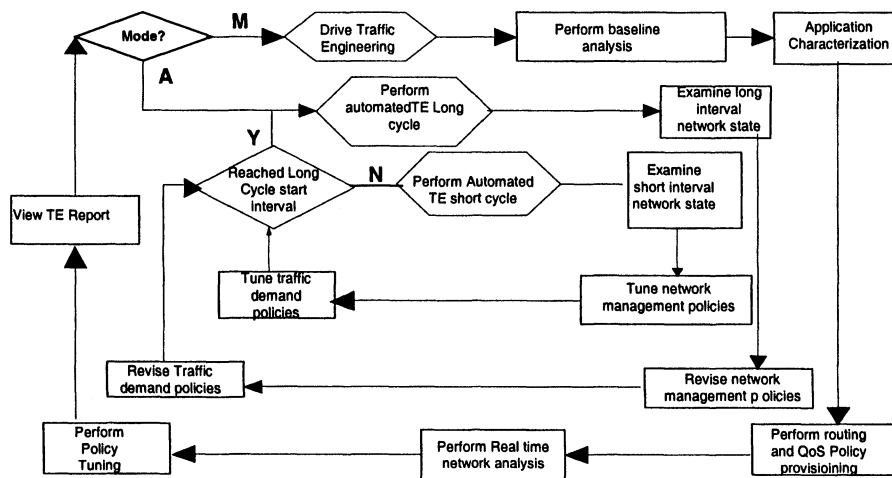 Mode?
M
Drive Traffic
Engineering
Perform baseline
analysis
Application
Characterization
A
Perform
automatedTE Long
cycle
Examine long
interval
network state
Y
Reached Long
Cycle start
Interval
N
Perform Automated
TE short cycle
Examine
short interval
network state
View TE Report
Tune traffic
demand
policies
Tune network
management policies
Revise Traffic
demand policies
Revise network
management p olicies
Perform
Policy
Tuning
Perform Real time
network analysis
Perform routing
and QoS Policy
provisioining